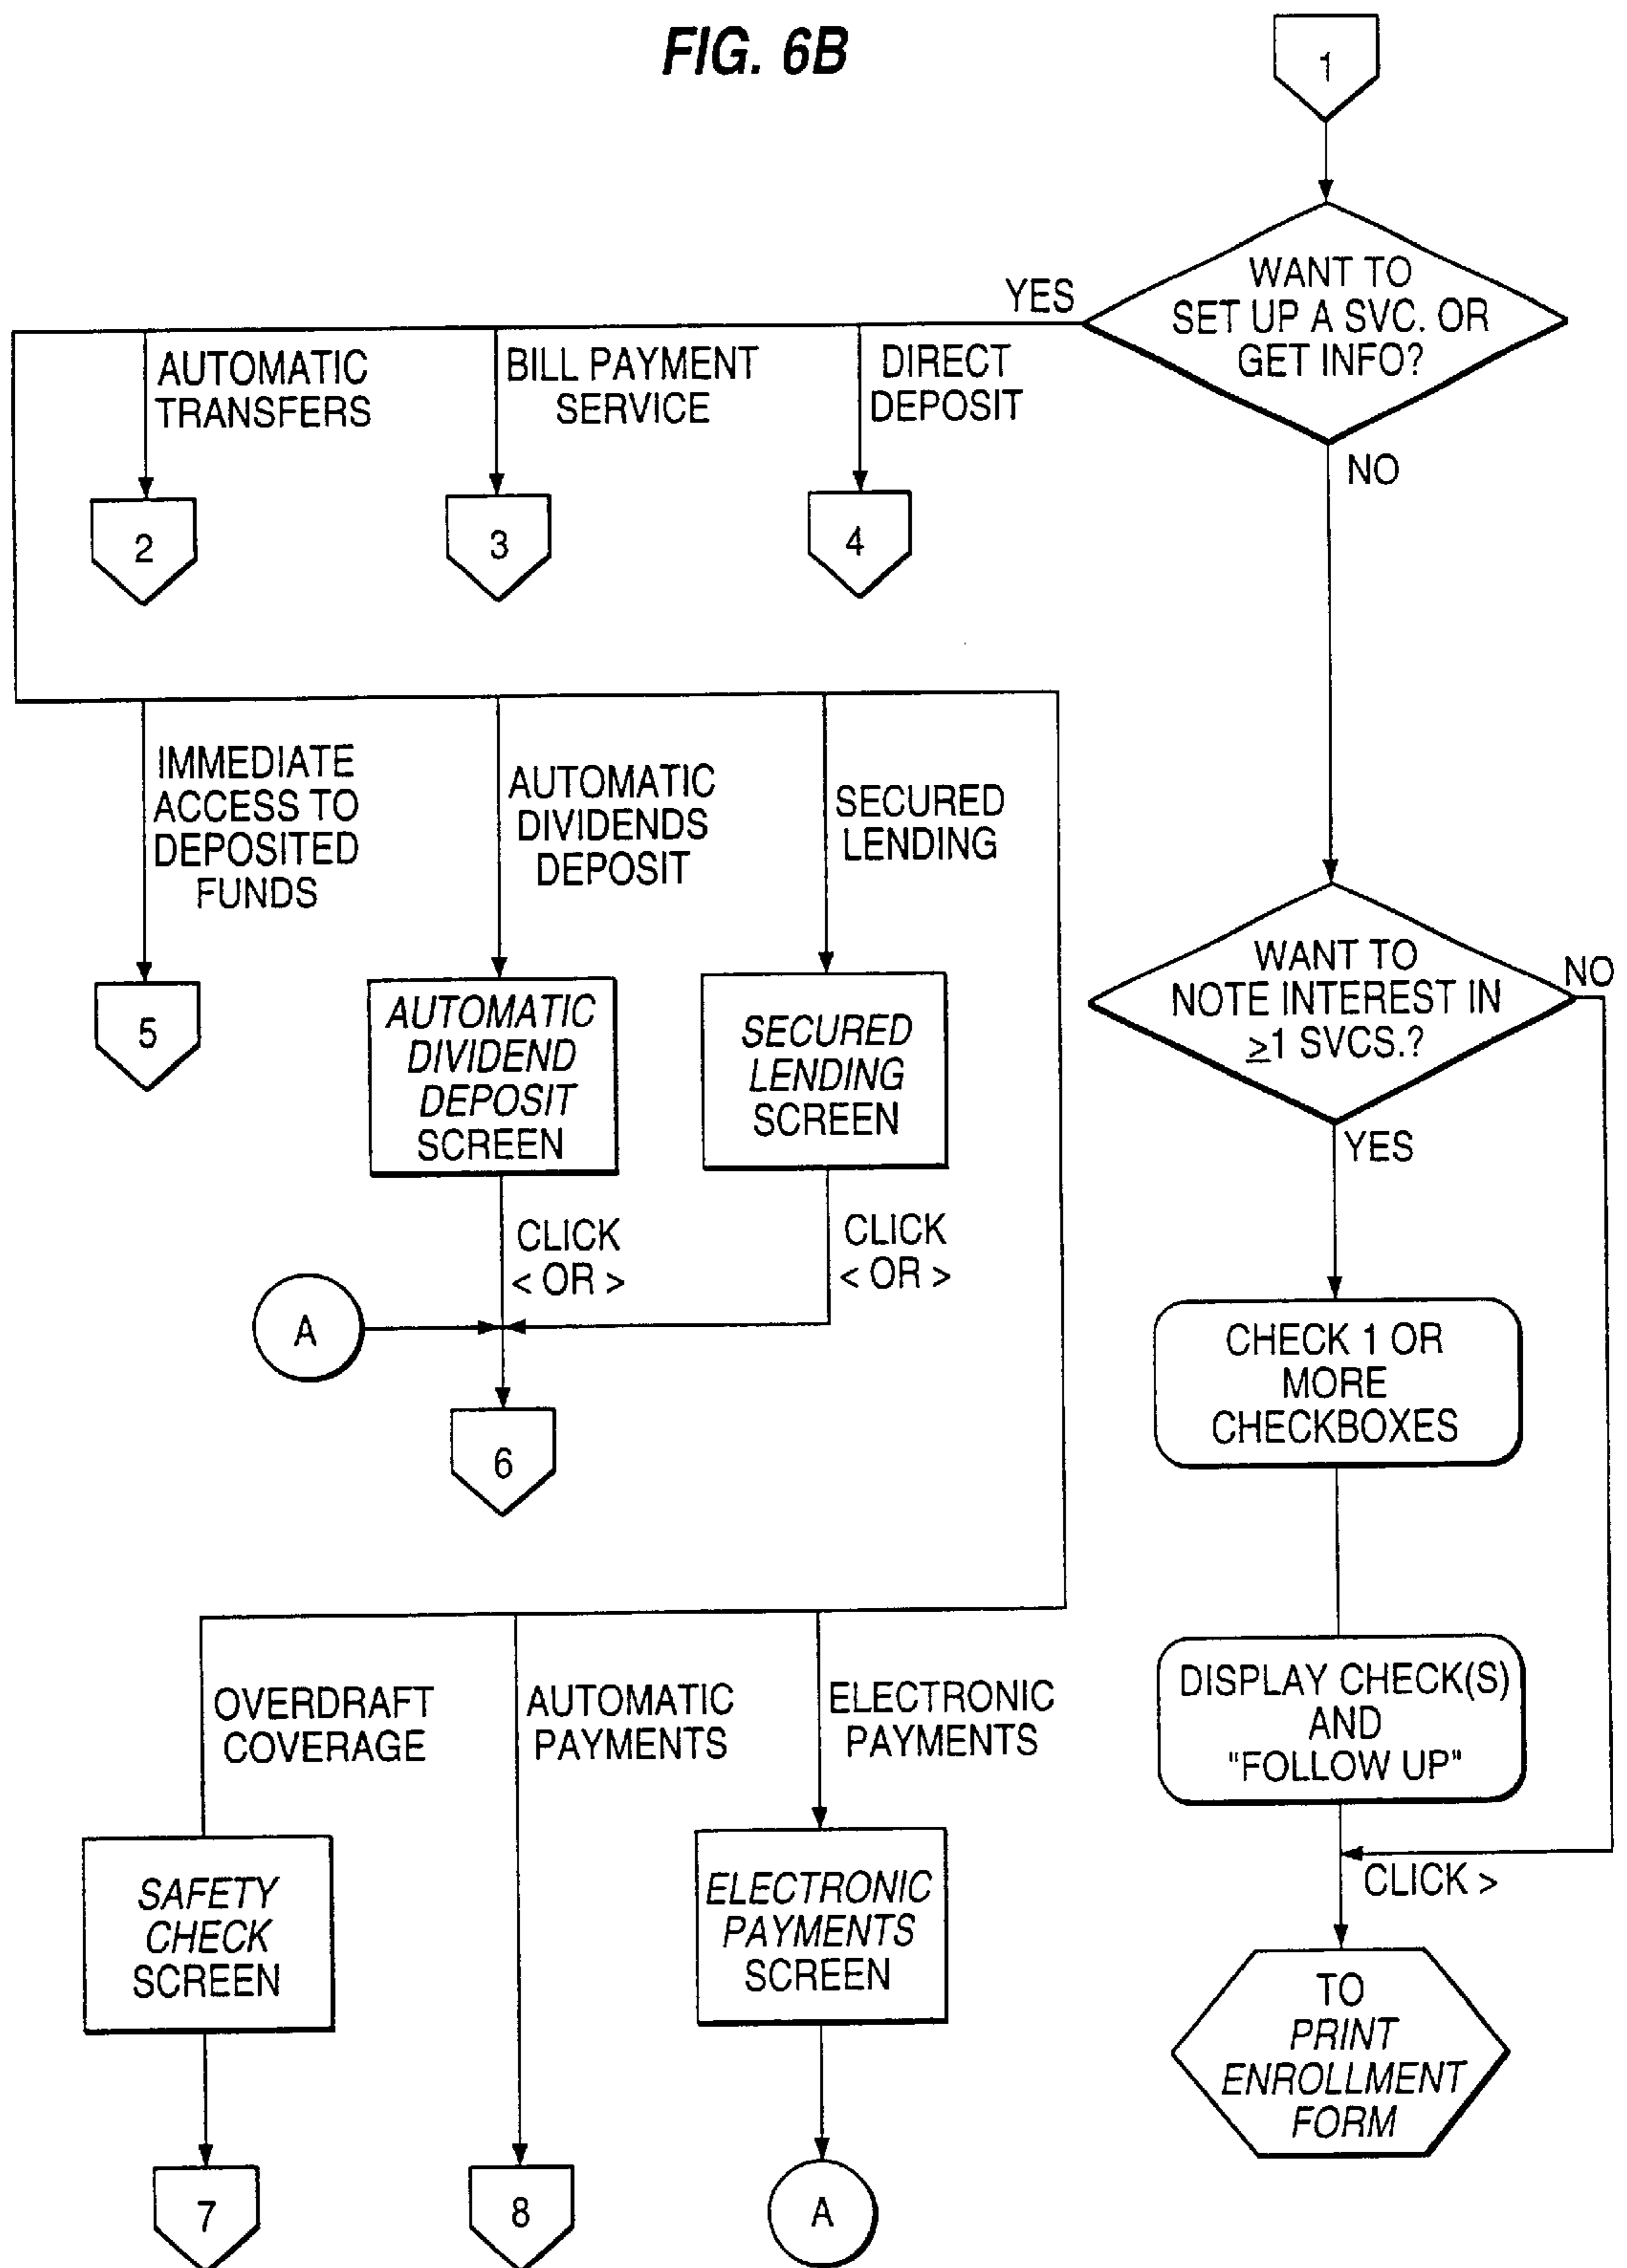 FIG. 6B
1
WANT TO
SET UP A SVC. OR
GET INFO?
YES
NO
AUTOMATIC
TRANSFERS
BILL PAYMENT
SERVICE
DIRECT
DEPOSIT
2
3
4
IMMEDIATE
ACCESS TO
DEPOSITED
FUNDS
AUTOMATIC
DIVIDENDS
DEPOSIT
SECURED
LENDING
5
AUTOMATIC
DIVIDEND
DEPOSIT
SCREEN
SECURED
LENDING
SCREEN
CLICK
< OR >
CLICK
< OR >
A
6
WANT TO
NOTE INTEREST IN
≥1 SVCS.?
NO
YES
CHECK 1 OR
MORE
CHECKBOXES
DISPLAY CHECK(S)
AND
"FOLLOW UP"
CLICK >
TO
PRINT
ENROLLMENT
FORM
OVERDRAFT
COVERAGE
AUTOMATIC
PAYMENTS
ELECTRONIC
PAYMENTS
SAFETY
CHECK
SCREEN
ELECTRONIC
PAYMENTS
SCREEN
7
8
A